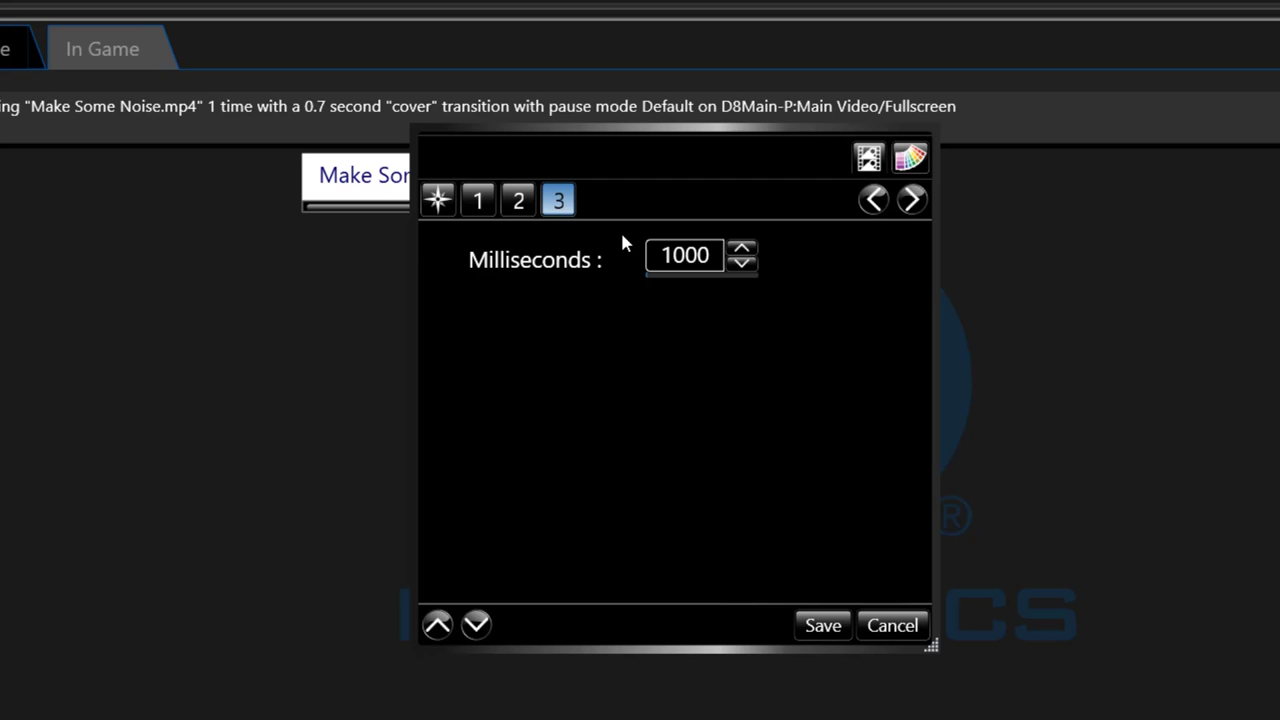 e
In Game
ing "Make Some Noise.mp4" 1 time with a 0.7 second "cover" transition with pause mode Default on D8Main-P:Main Video/Fullscreen
Make Sor
1 2 3
Milliseconds : 1000
®
CS
Save Cancel